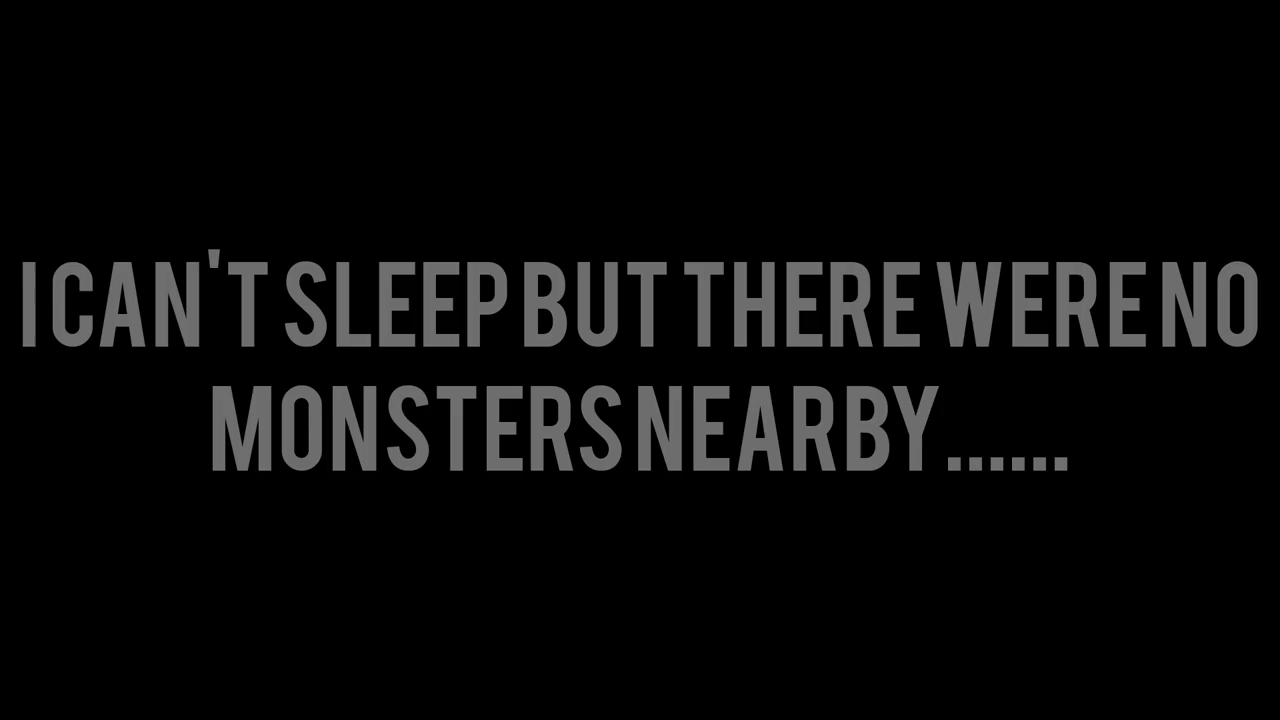 I CAN'T SLEEP BUT THERE WERE NO
MONSTERS NEARBY ......